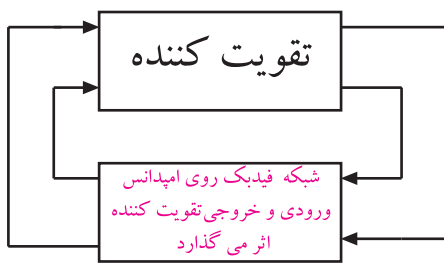 تقویت کننده
شبکه فیدبک روی امپدانس
ورودی و خروجی تقویت کننده
اثر می گذارد